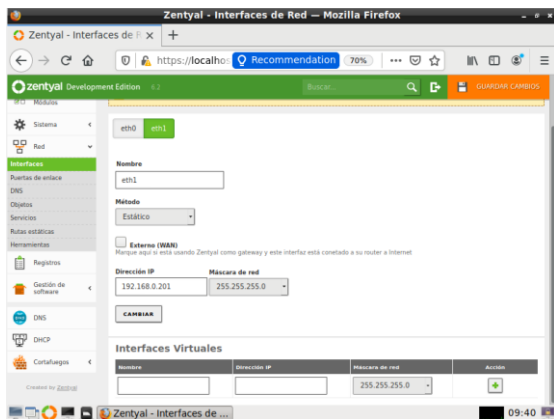 Zentyal - Interfaces de Red — Mozilla Firefox
Zentyal - Interfaces de R
https://localhos Recommendation 70%
zentyal Development Edition 6.2 Buscar... GUARDAR CAMBIOS
Módulos
Sistema
Red
Interfaces
Puertas de enlace
DNS
Objetos
Servicios
Rutas estáticas
Herramientas
Registros
Gestión de
software
DNS
DHCP
Cortafuegos
Created by Zentyal
eth0 eth1
Nombre
eth1
Método
Estático
Externo (WAN)
Marque aquí si está usando Zentyal como gateway y este interfaz está conetado a su router a Internet
Dirección IP Máscara de red
192.168.0.201 255.255.255.0
CAMBIAR
Interfaces Virtuales
Nombre Dirección IP Máscara de red Acción
255.255.255.0
Zentyal - Interfaces de ... 09:40